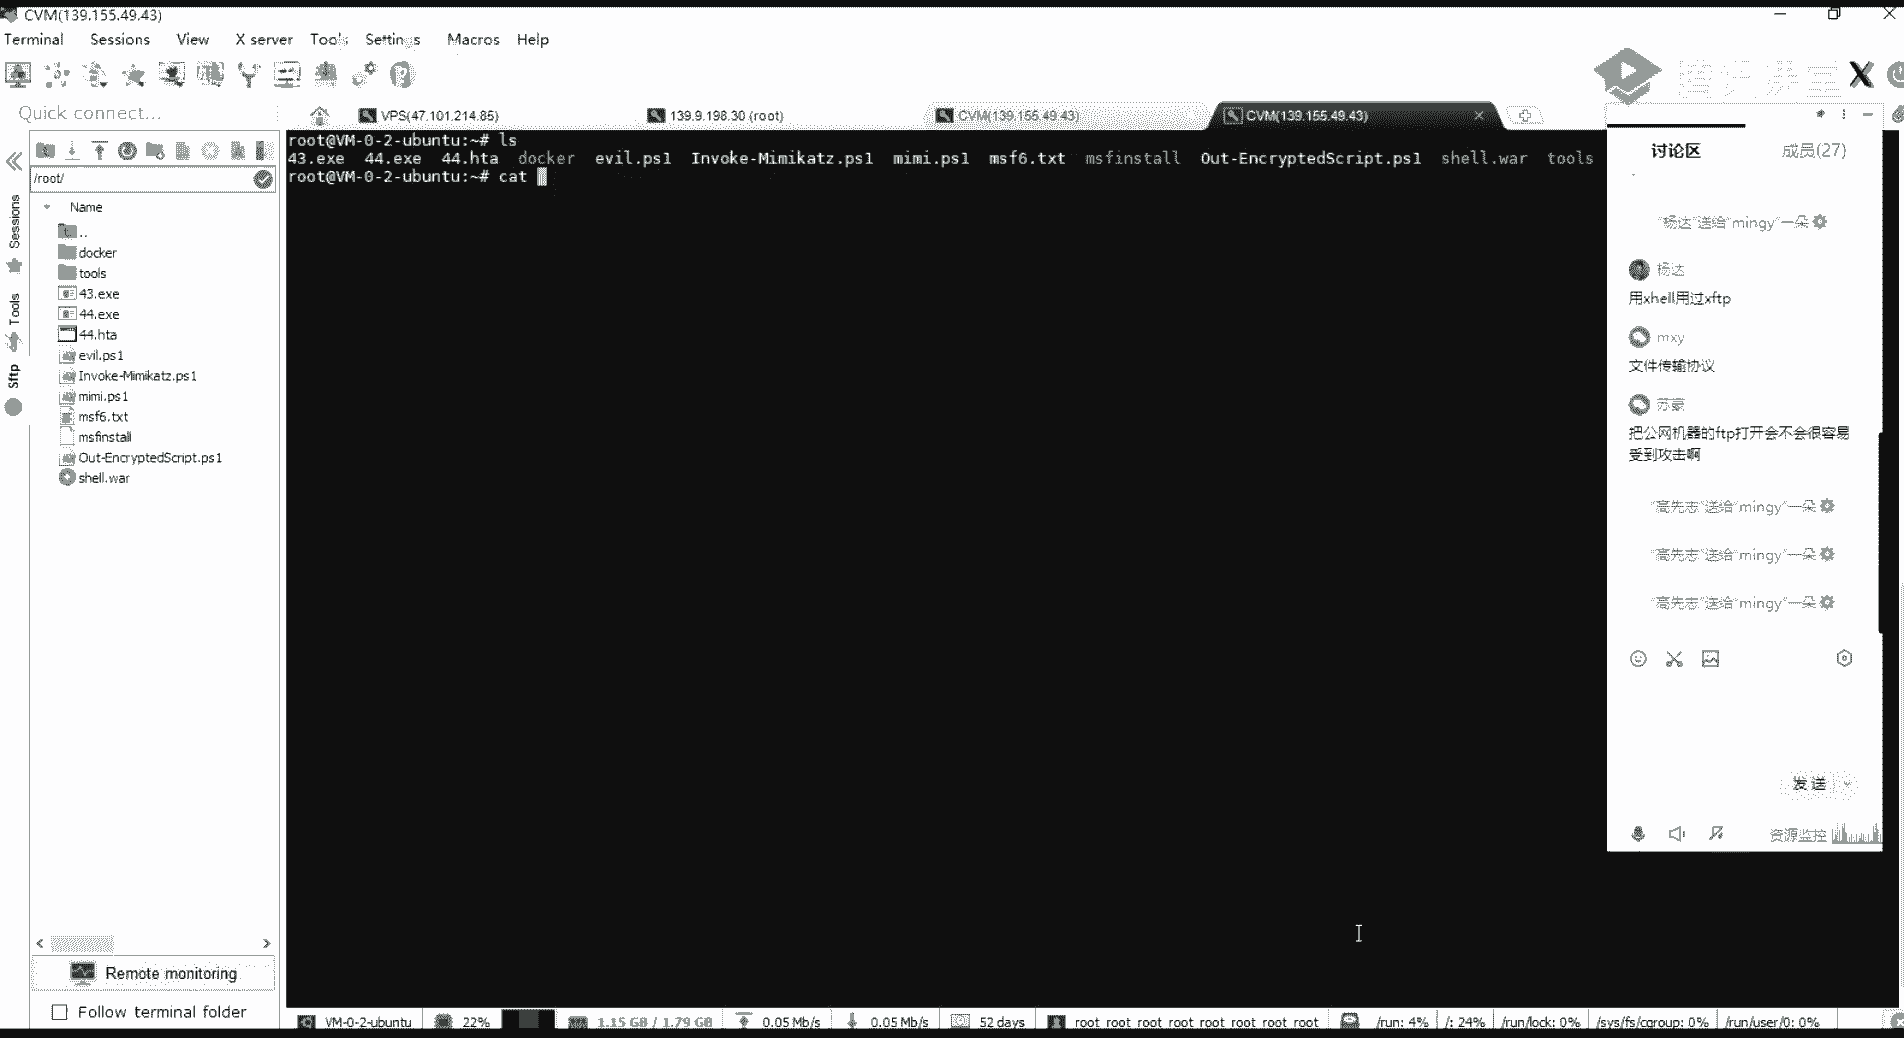 CVM(139.155.49.43)
Terminal Sessions View X server Tools Settings Macros Help
Quick connect...
VPS(47.101.214.85)
139.9.198.30 (root)
CVM(139.155.49.43)
CVM(139.155.49.43)
/root/
Sessions
Tools
Sftp
Name
..
docker
tools
43.exe
44.exe
44.hta
evil.ps1
Invoke-Mimikatz.ps1
mimi.ps1
msf6.txt
msfinstall
Out-EncryptedScript.ps1
shell.war
Remote monitoring
Follow terminal folder
root@VM-0-2-ubuntu:~# ls
43.exe 44.exe 44.hta docker evil.ps1 Invoke-Mimikatz.ps1 mimi.ps1 msf6.txt msfinstall Out-EncryptedScript.ps1 shell.war tools
root@VM-0-2-ubuntu:~# cat
腾讯课堂
讨论区 成员(27)
"杨达"送给"mingy"一朵
杨达
用xhell用过xftp
mxy
文件传输协议
苏豪
把公网机器的ftp打开会不会很容易
受到攻击啊
"高先志"送给"mingy"一朵
"高先志"送给"mingy"一朵
"高先志"送给"mingy"一朵
发送
资源监控
VM-0-2-ubuntu 22% 1.15 GB / 1.79 GB 0.05 Mb/s 0.05 Mb/s 52 days root root root root root root root root /run: 4% /: 24% /run/lock: 0% /sys/fs/cgroup: 0% /run/user/0: 0%